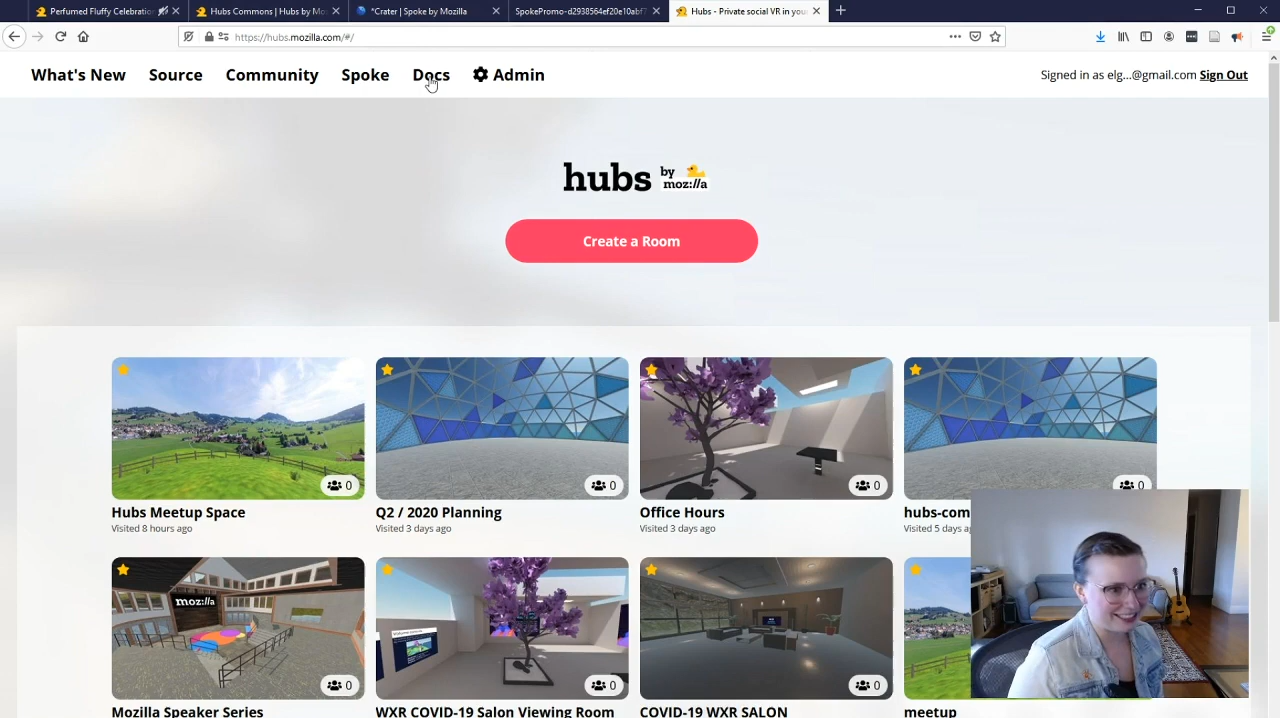 Perfumed Fluffy Celebration
Hubs Commons | Hubs by Mo
*Crater | Spoke by Mozilla
SpokePromo-d2938564ef20e10abf7
Hubs - Private social VR in your
https://hubs.mozilla.com/#/
What's New
Source
Community
Spoke
Docs
Admin
Signed in as elg...@gmail.com Sign Out
hubs by moz://a
Create a Room
0
0
0
0
Hubs Meetup Space
Q2 / 2020 Planning
Office Hours
hubs-com
Visited 8 hours ago
Visited 3 days ago
Visited 3 days ago
Visited 5 days ag
moz://a
0
0
0
Mozilla Speaker Series
WXR COVID-19 Salon Viewing Room
COVID-19 WXR SALON
meetup